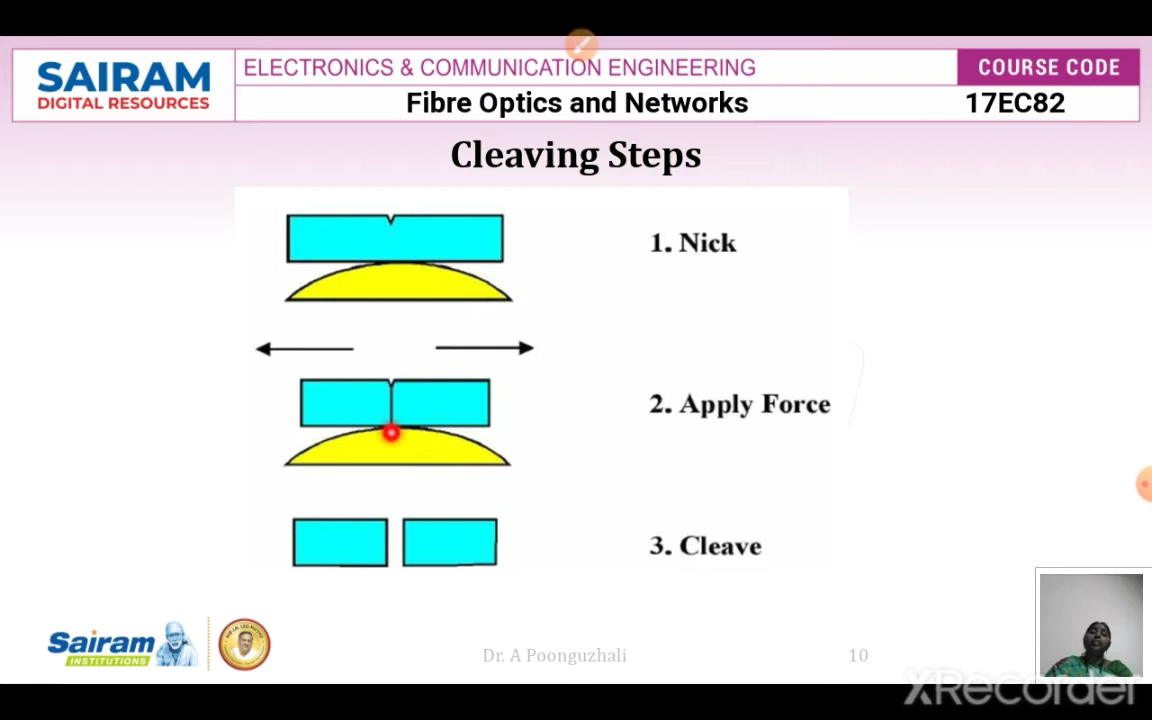 SAIRAM
DIGITAL RESOURCES
ELECTRONICS & COMMUNICATION ENGINEERING
COURSE CODE
Fibre Optics and Networks
17EC82
Cleaving Steps
1. Nick
2. Apply Force
3. Cleave
Sairam
INSTITUTIONS
Dr. A Poonguzhali
10
XRecorder